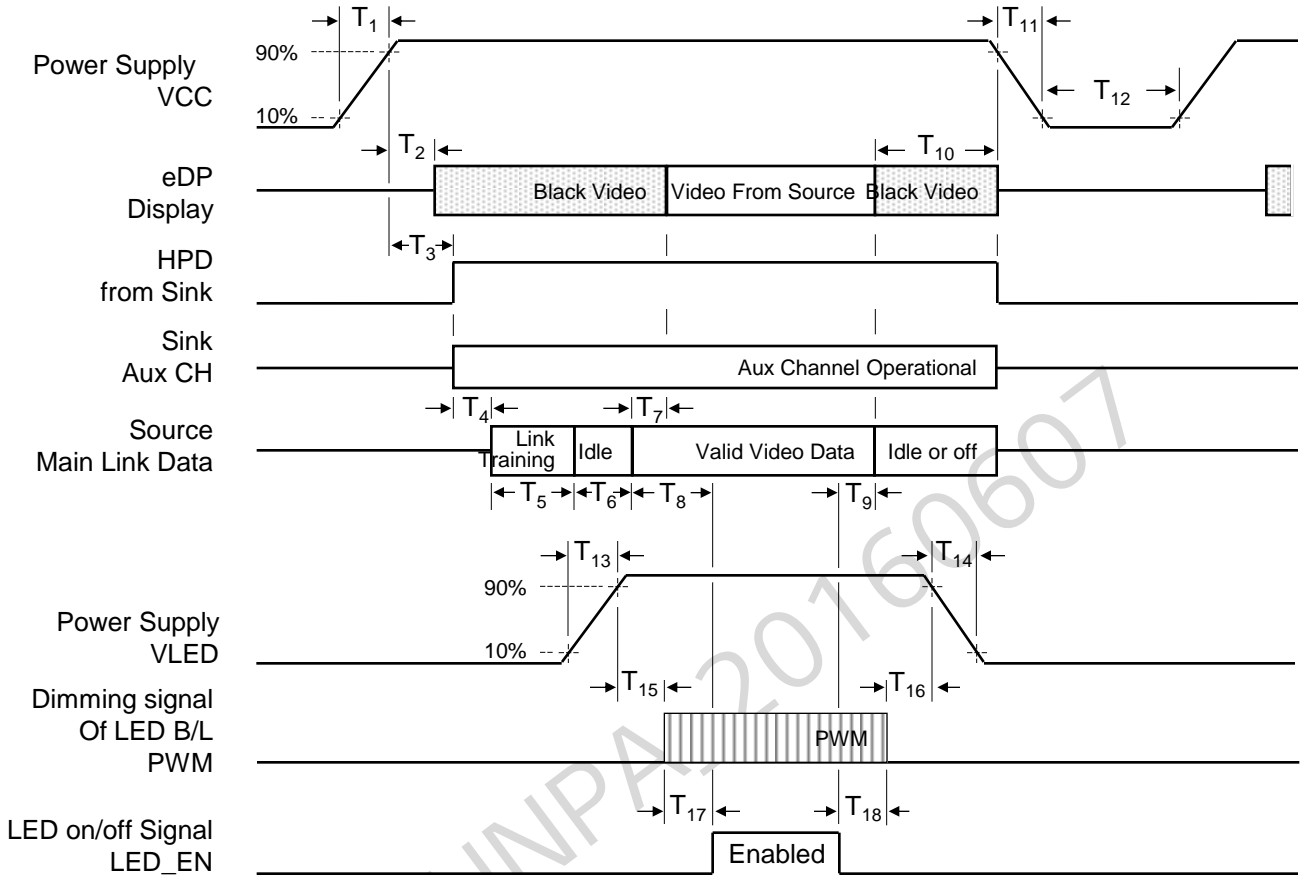 T1
T11
90%
Power Supply
VCC
T12
10%
T2
T10
eDP
Display
Black Video
Video From Source
Black Video
T3
HPD
from Sink
Sink
Aux CH
Aux Channel Operational
T4
T7
Source
Main Link Data
Link
Training
Idle
Valid Video Data
Idle or off
T5
T6
T8
T9
T13
T14
90%
Power Supply
VLED
10%
T15
T16
Dimming signal
Of LED B/L
PWM
PWM
T17
T18
LED on/off Signal
LED_EN
Enabled
INPA_20160607